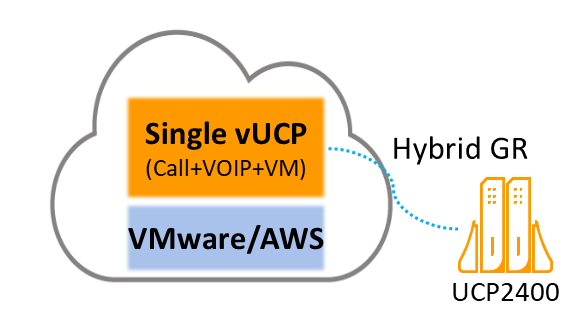 Single vUCP
(Call+VOIP+VM)
VMware/AWS
Hybrid GR
UCP2400